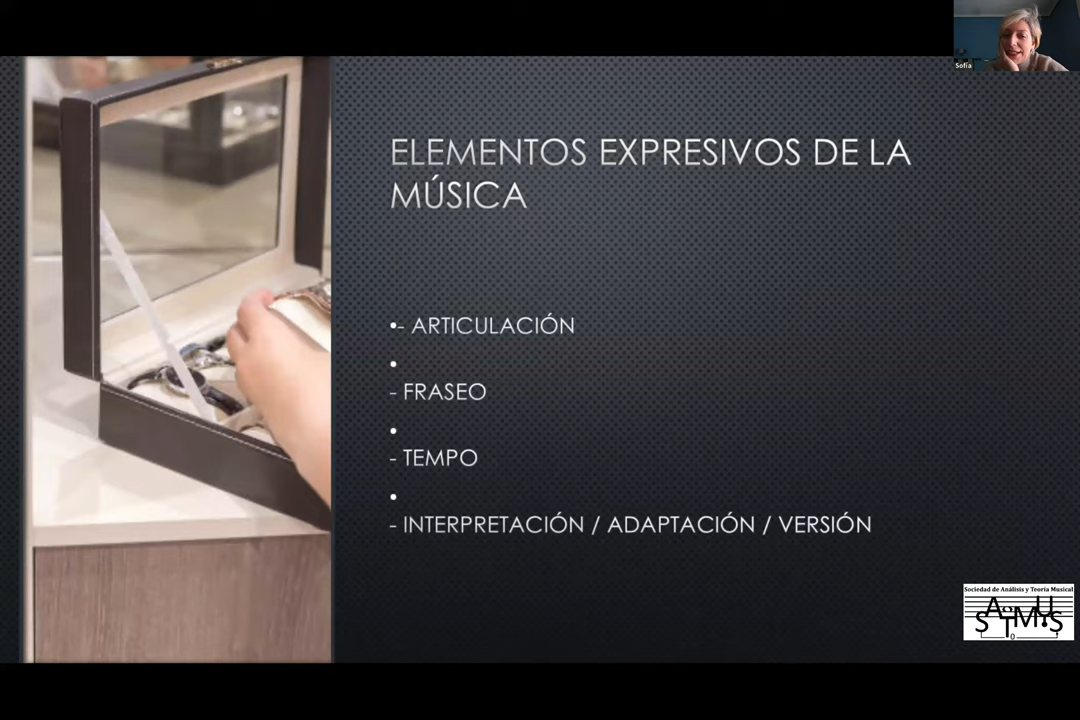 Sofía
ELEMENTOS EXPRESIVOS DE LA
MÚSICA
•- ARTICULACIÓN
•
- FRASEO
•
- TEMPO
•
- INTERPRETACIÓN / ADAPTACIÓN / VERSIÓN
Sociedad de Análisis y Teoría Musical
SATMUS